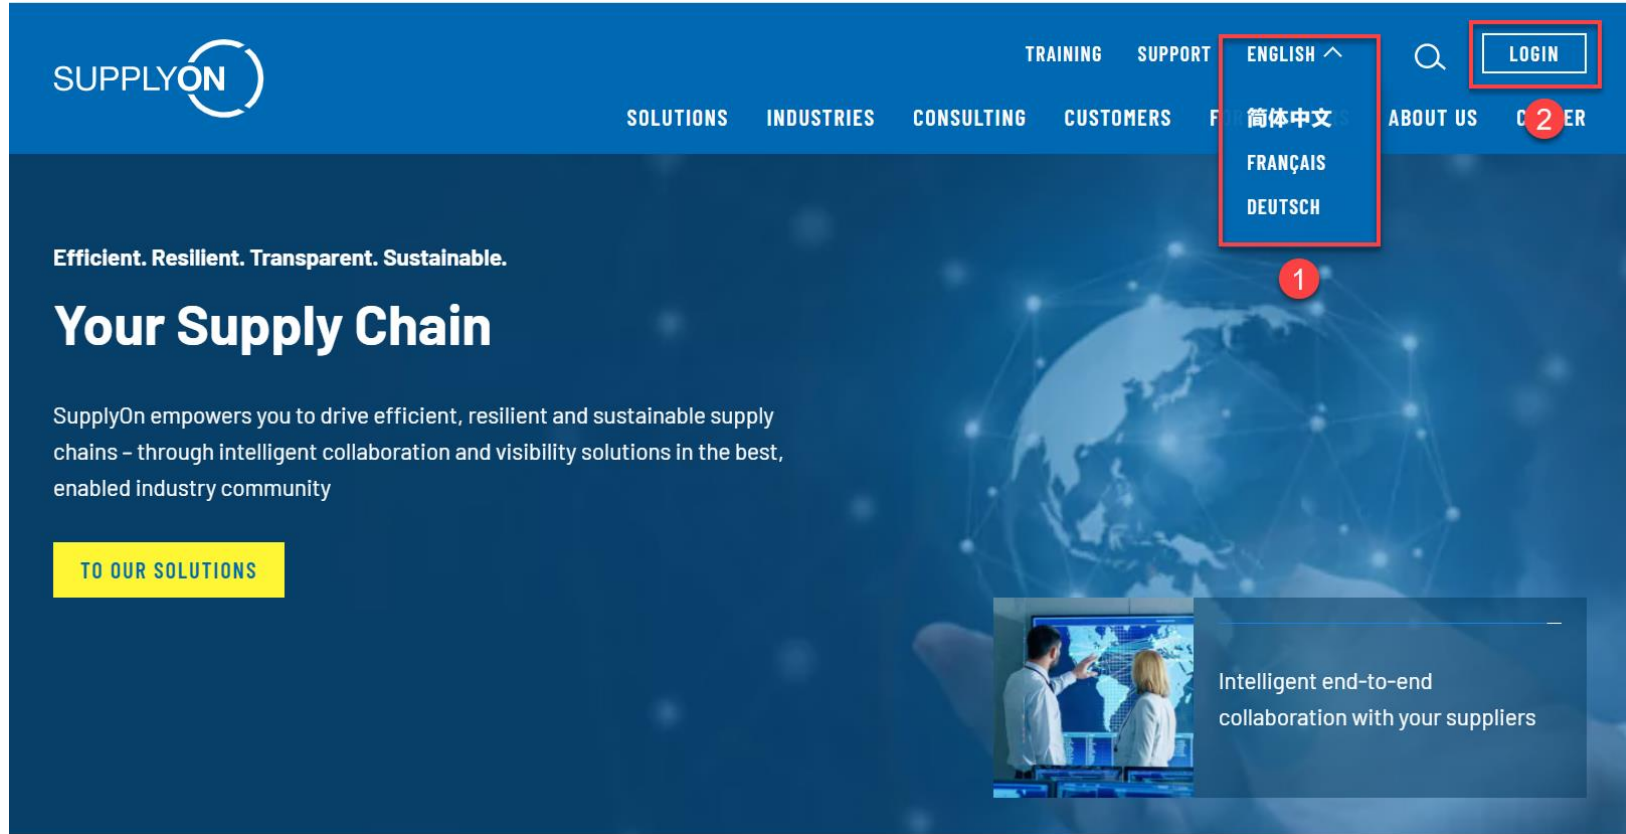 SUPPLYON
TRAINING SUPPORT ENGLISH LOGIN
SOLUTIONS INDUSTRIES CONSULTING CUSTOMERS ABOUT US
简体中文
FRANÇAIS
DEUTSCH
1
2
Efficient. Resilient. Transparent. Sustainable.
Your Supply Chain
SupplyOn empowers you to drive efficient, resilient and sustainable supply
chains – through intelligent collaboration and visibility solutions in the best,
enabled industry community
TO OUR SOLUTIONS
Intelligent end-to-end
collaboration with your suppliers